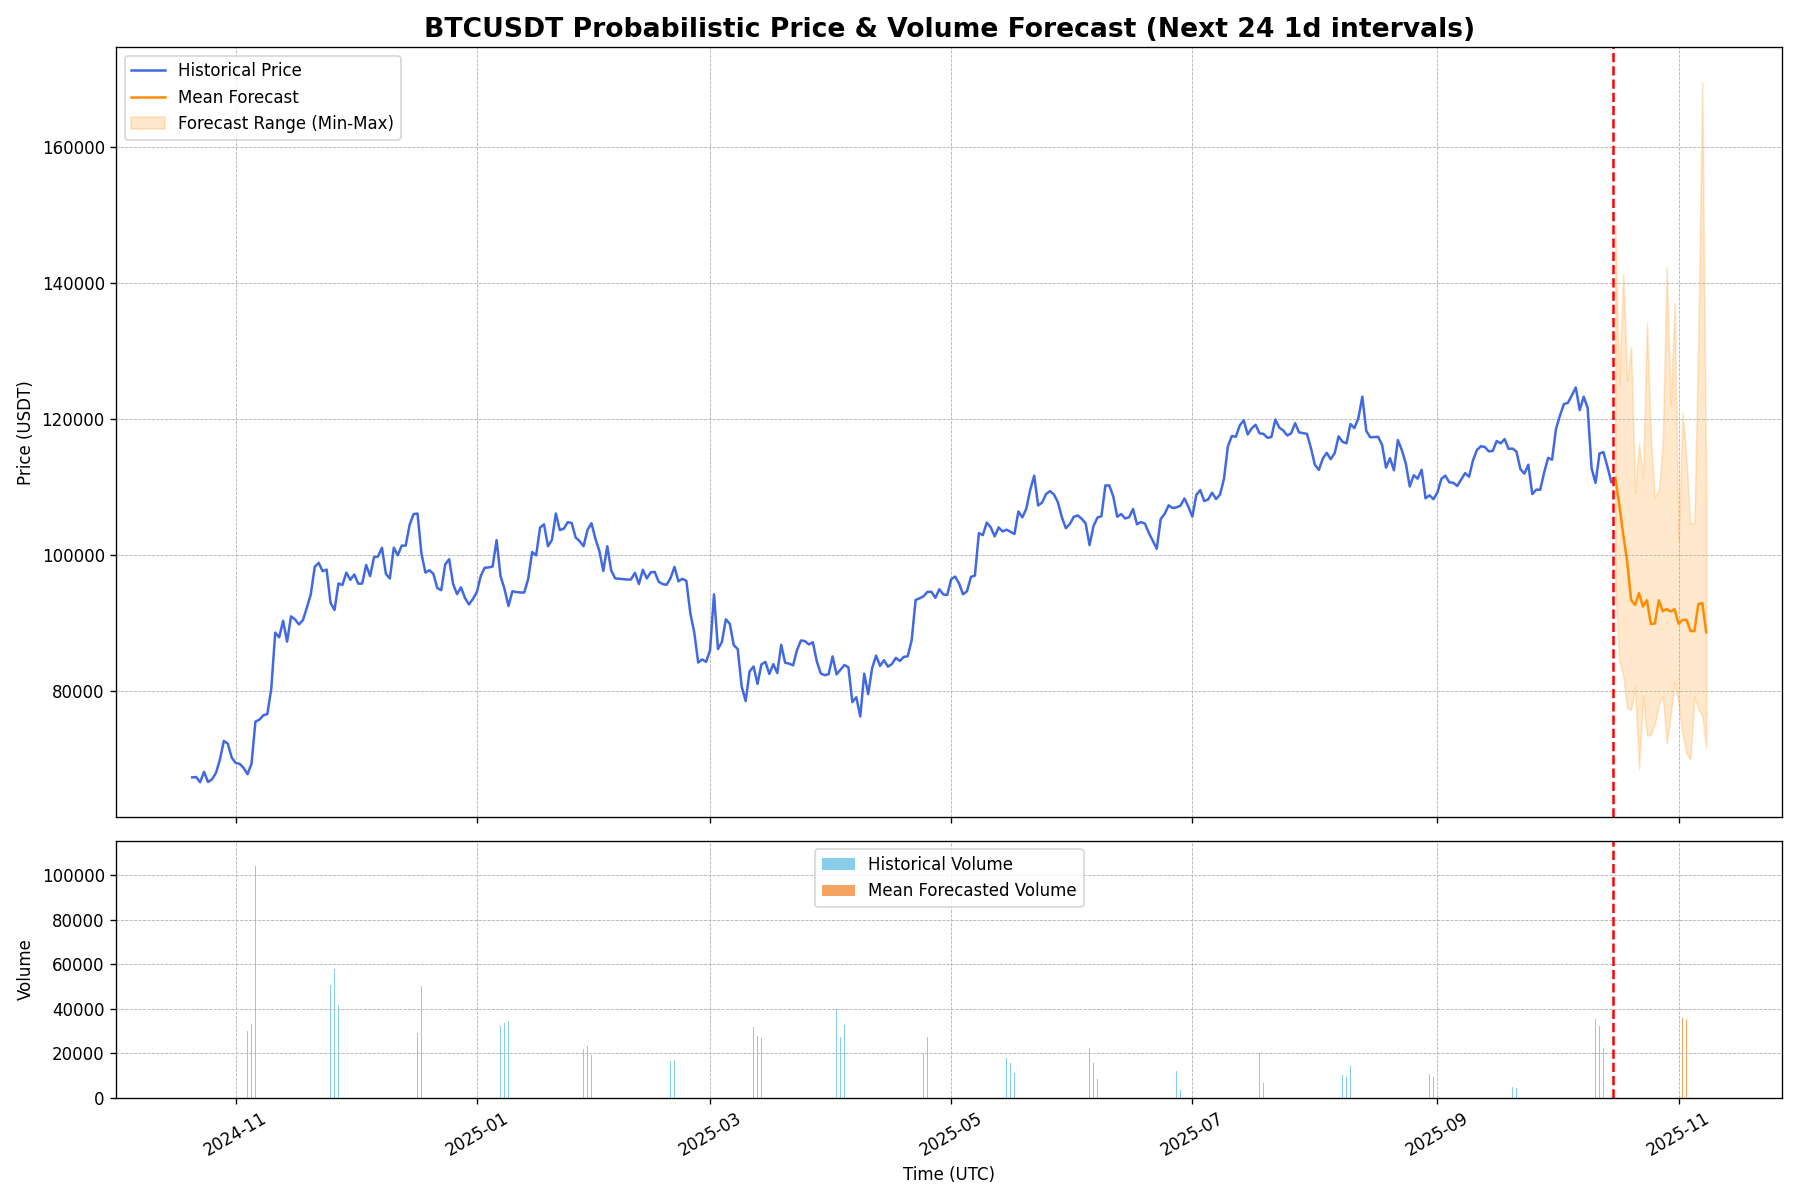 BTCUSDT Probabilistic Price & Volume Forecast (Next 24 1d intervals)
Historical Price
Mean Forecast
Forecast Range (Min-Max)
160000
140000
120000
100000
80000
Price (USDT)
Historical Volume
Mean Forecasted Volume
100000
80000
60000
40000
20000
0
Volume
2024-11
2025-01
2025-03
2025-05
2025-07
2025-09
2025-11
Time (UTC)